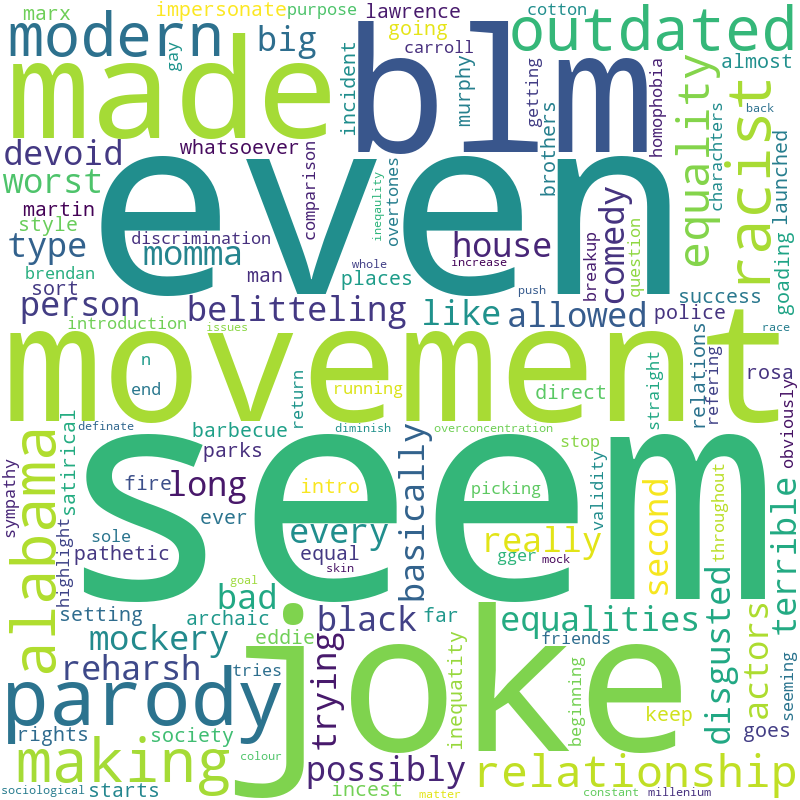 impersonate
purpose
lawrence
cotton
marx
modern
gay
big
going
carroll
outdated
made
incident
blm
murphy
getting
homophobia
equality
almost
racist
back
charachters
launched
devoid
whatsoever
comparison
overtones
brothers
worst
even
inequality
martin
style
discrimination
type
momma
man
whole
house
increase
comedy
breakup
question
goading
brendan
sort
places
push
success
person
belitteling
like
allowed
police
introduction
issues
race
n
movement
relations
refering
rosa
end
return
running
direct
straight
obviously
alabama
satirical
definate
barbecue
diminish
overconcentration
sympathy
parks
basically
stop
validity
throughout
fire
long
intro
picking
seem
second
terrible
highlight
sole
ever
every
really
pathetic
equal
gger
skin
mock
goal
setting
bad
archaic
black
far
equalities
disgusted
actors
mockery
eddie
trying
joke
friends
seeming
reharsh
tries
inequatity
beginning
parody
keep
goes
rights
society
making
colour
possibly
relationship
sociological
starts
incest
matter
constant
millenium